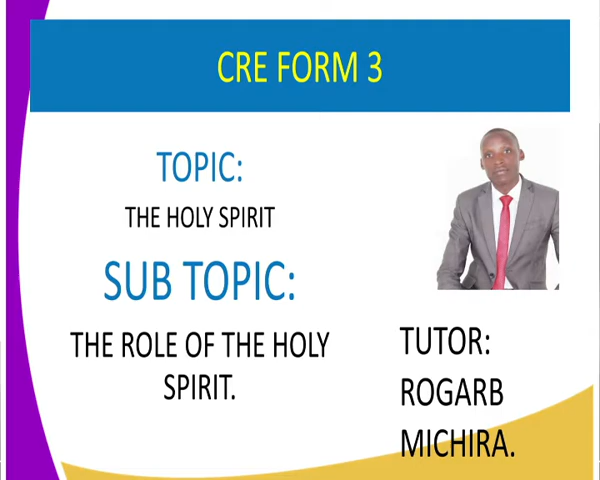 CRE FORM 3
TOPIC:
THE HOLY SPIRIT
SUB TOPIC:
THE ROLE OF THE HOLY
SPIRIT.
TUTOR:
ROGARB
MICHIRA.